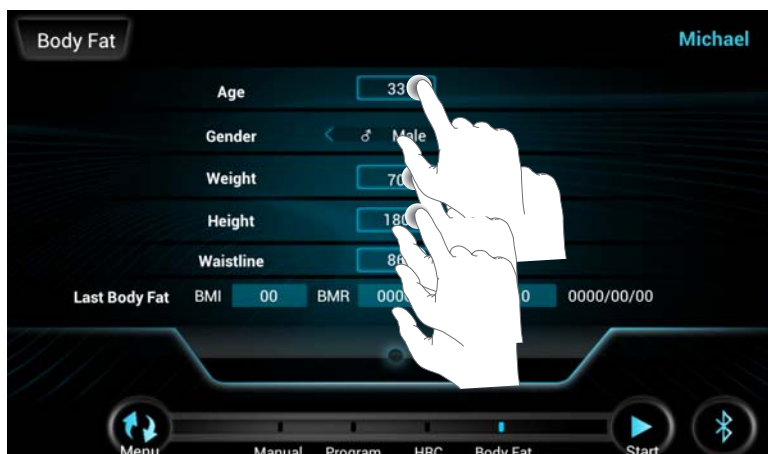 Body Fat
Michael
Age 33
Gender < ♂ Male
Weight 70
Height 180
Waistline 86
Last Body Fat BMI 00 BMR 0000/00/00
Menu Manual Program HRC Body Fat Start